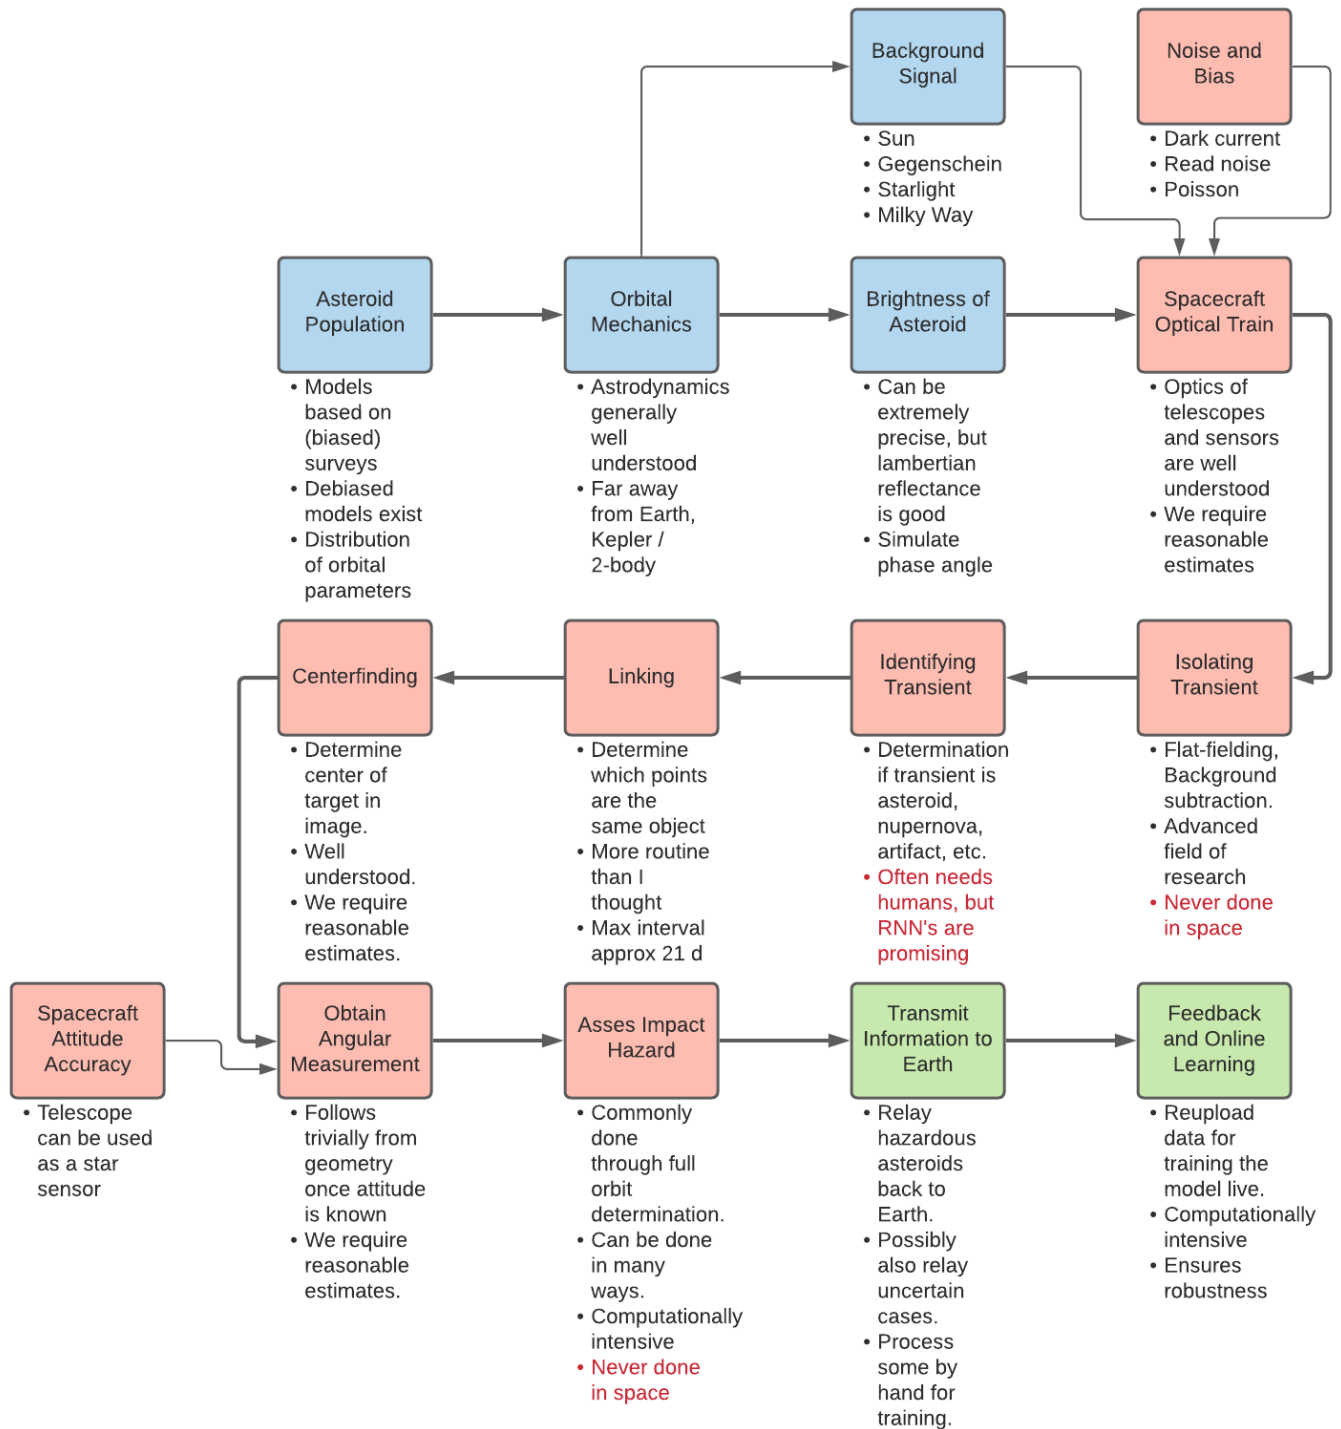 Background
Signal
• Sun
• Gegenschein
• Starlight
• Milky Way
Noise and
Bias
• Dark current
• Read noise
• Poisson
Asteroid
Population
• Models
based on
(biased)
surveys
• Debiased
models exist
• Distribution
of orbital
parameters
Orbital
Mechanics
• Astrodynamics
generally
well
understood
• Far away
from Earth,
Kepler /
2-body
Brightness of
Asteroid
• Can be
extremely
precise, but
lambertian
reflectance
is good
• Simulate
phase angle
Spacecraft
Optical Train
• Optics of
telescopes
and sensors
are well
understood
• We require
reasonable
estimates
Centerfinding
• Determine
center of
target in
image.
• Well
understood.
• We require
reasonable
estimates.
Linking
• Determine
which points
are the
same object
• More routine
than I
thought
• Max interval
approx 21 d
Identifying
Transient
• Determination
if transient is
asteroid,
nupernova,
artifact, etc.
• Often needs
humans, but
RNN's are
promising
Isolating
Transient
• Flat-fielding,
Background
subtraction.
• Advanced
field of
research
• Never done
in space
Spacecraft
Attitude
Accuracy
• Telescope
can be used
as a star
sensor
Obtain
Angular
Measurement
• Follows
trivially from
geometry
once attitude
is known
• We require
reasonable
estimates.
Asses Impact
Hazard
• Commonly
done
through full
orbit
determination.
• Can be done
in many
ways.
• Computationally
intensive
• Never done
in space
Transmit
Information to
Earth
• Relay
hazardous
asteroids
back to
Earth.
• Possibly
also relay
uncertain
cases.
• Process
some by
hand for
training.
Feedback
and Online
Learning
• Reupload
data for
training the
model live.
• Computationally
intensive
• Ensures
robustness